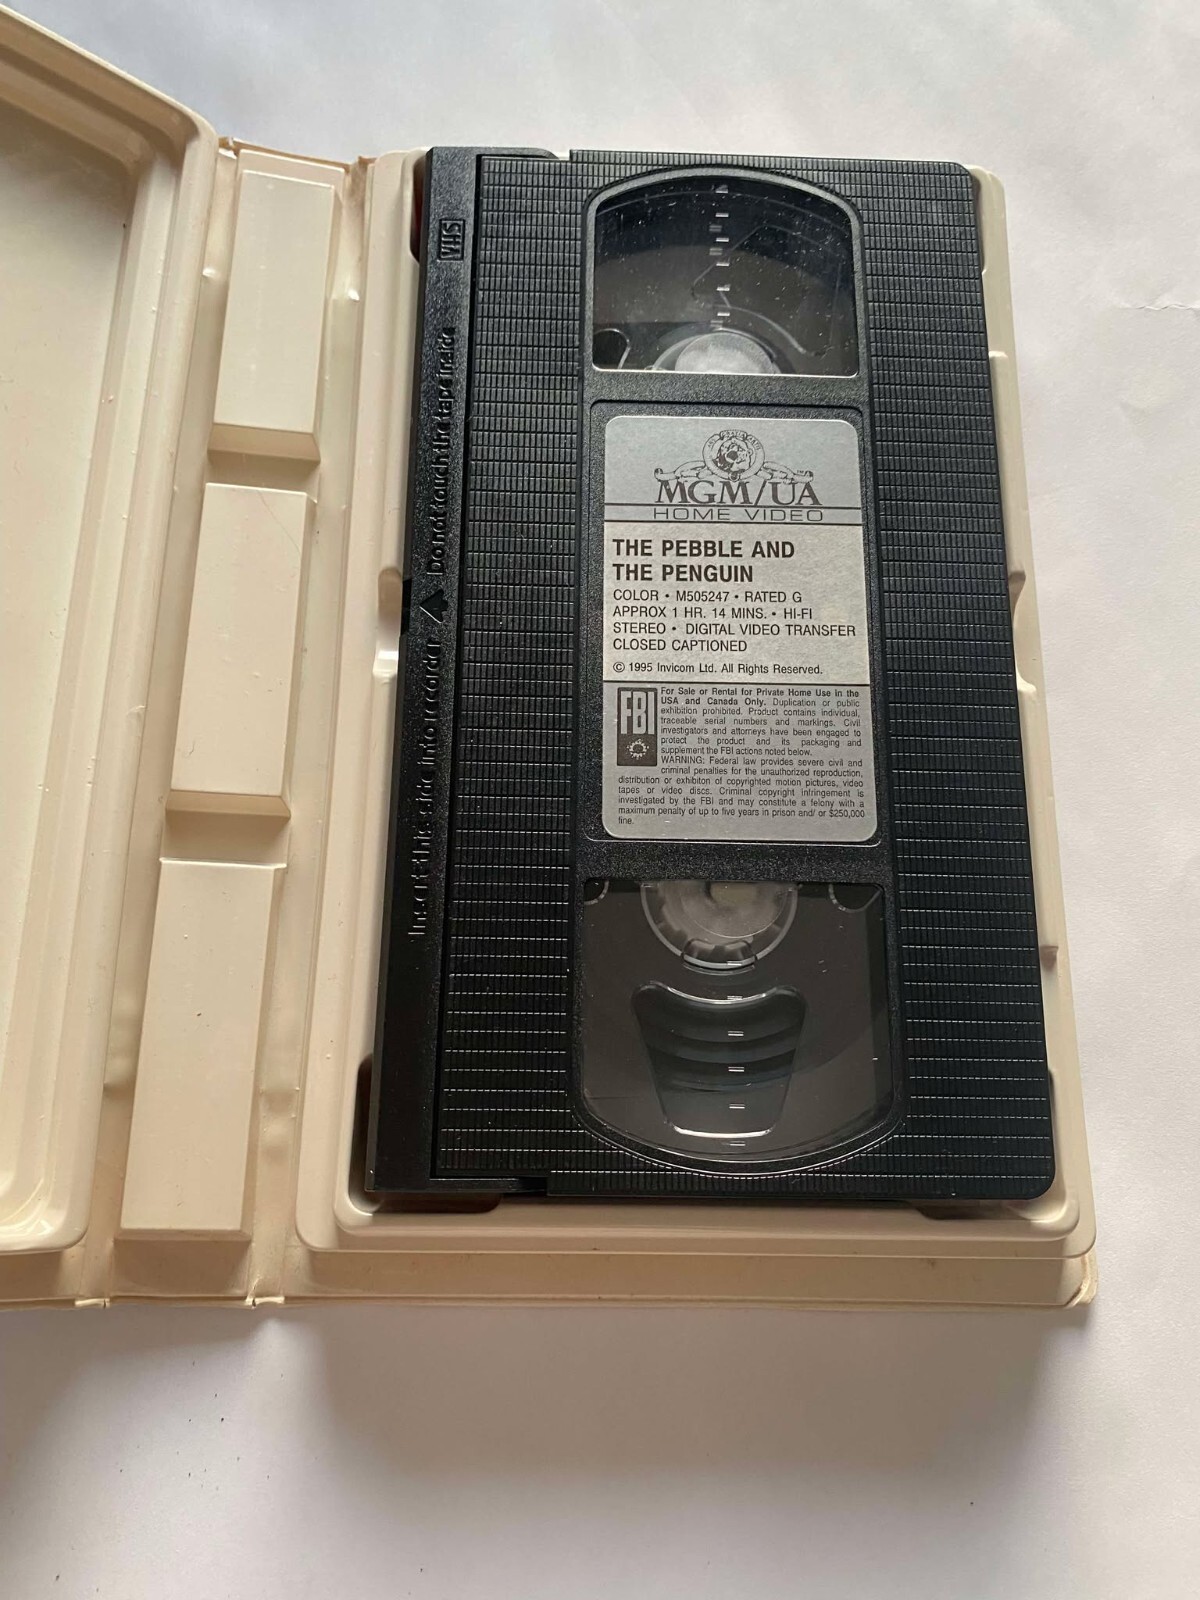 VHS
Do not touch the tape inside
Insert this side into recorder
MGM/UA
HOME VIDEO
THE PEBBLE AND
THE PENGUIN
COLOR • M505247 • RATED G
APPROX 1 HR. 14 MINS. • HI-FI
STEREO • DIGITAL VIDEO TRANSFER
CLOSED CAPTIONED
© 1995 Invicom Ltd. All Rights Reserved.
FBI
For Sale or Rental for Private Home Use in the
USA and Canada Only. Duplication or public
exhibition prohibited. Product contains individual,
traceable serial numbers and markings. Civil
investigators and attorneys have been engaged to
protect the product and its packaging and
supplement the FBI actions noted below.
WARNING: Federal law provides severe civil and
criminal penalties for the unauthorized reproduction,
distribution or exhibiton of copyrighted motion pictures, video
tapes or video discs. Criminal copyright infringement is
investigated by the FBI and may constitute a felony with a
maximum penalty of up to five years in prison and/ or $250,000
fine.